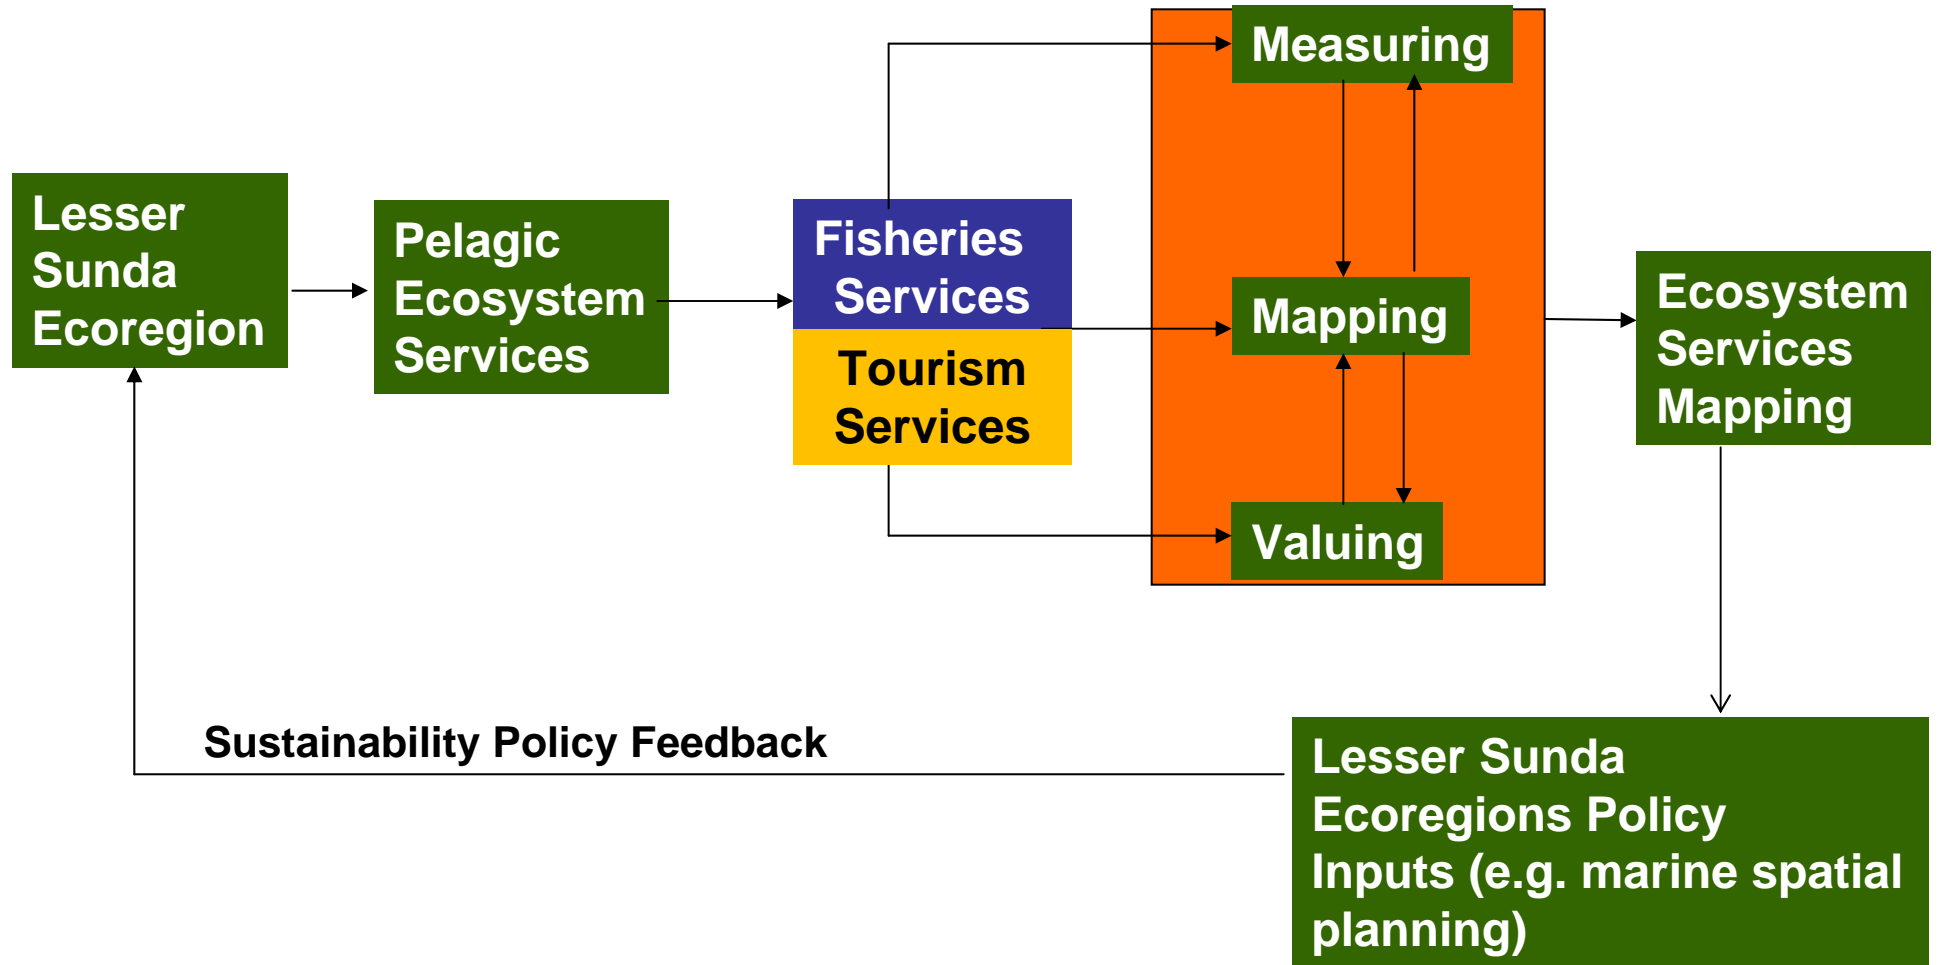 Lesser
Sunda
Ecoregion
Pelagic
Ecosystem
Services
Fisheries
Services
Tourism
Services
Measuring
Mapping
Valuing
Ecosystem
Services
Mapping
Sustainability Policy Feedback
Lesser Sunda
Ecoregions Policy
Inputs (e.g. marine spatial
planning)